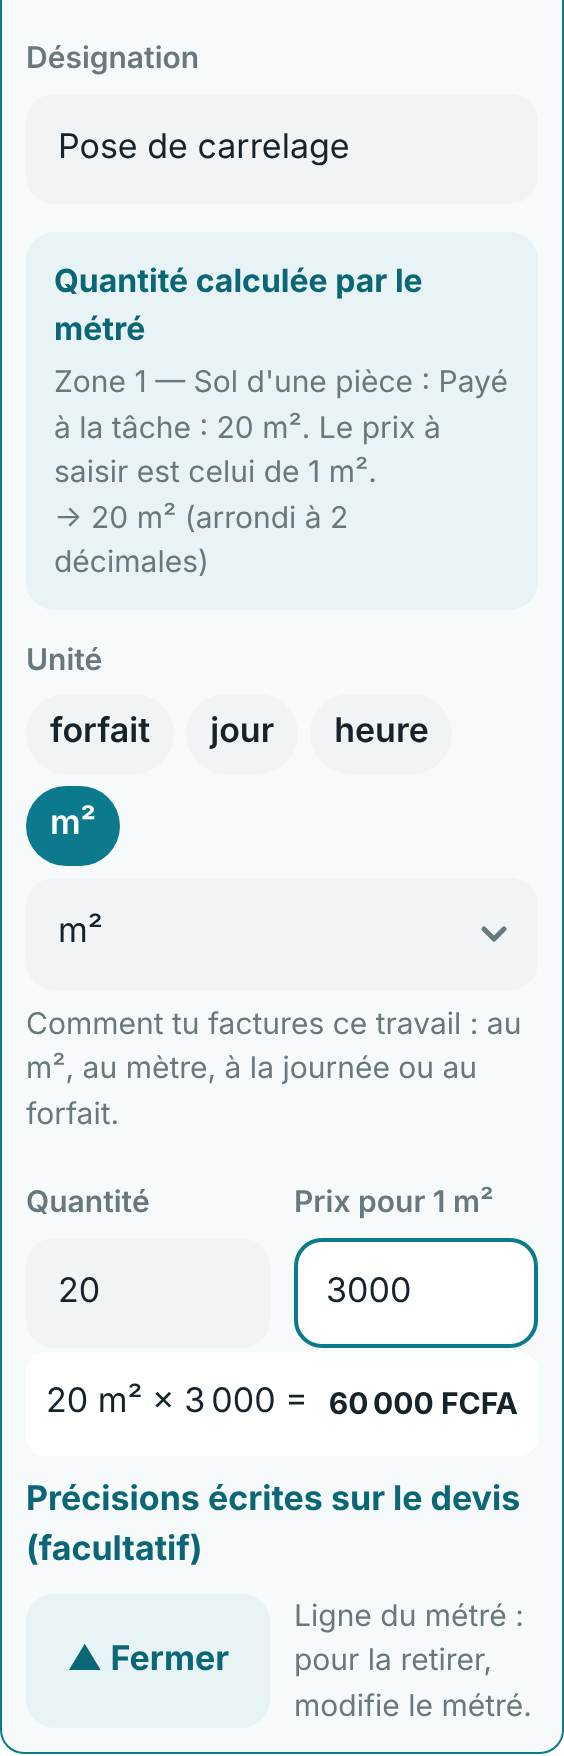 Désignation
Pose de carrelage
Quantité calculée par le
métré
Zone 1 — Sol d'une pièce : Payé
à la tâche : 20 m². Le prix à
saisir est celui de 1 m².
→ 20 m² (arrondi à 2
décimales)
Unité
forfait jour heure
m²
m²
Comment tu factures ce travail : au
m², au mètre, à la journée ou au
forfait.
Quantité Prix pour 1 m²
20 3000
20 m² × 3 000 = 60 000 FCFA
Précisions écrites sur le devis
(facultatif)
▲ Fermer
Ligne du métré :
pour la retirer,
modifie le métré.